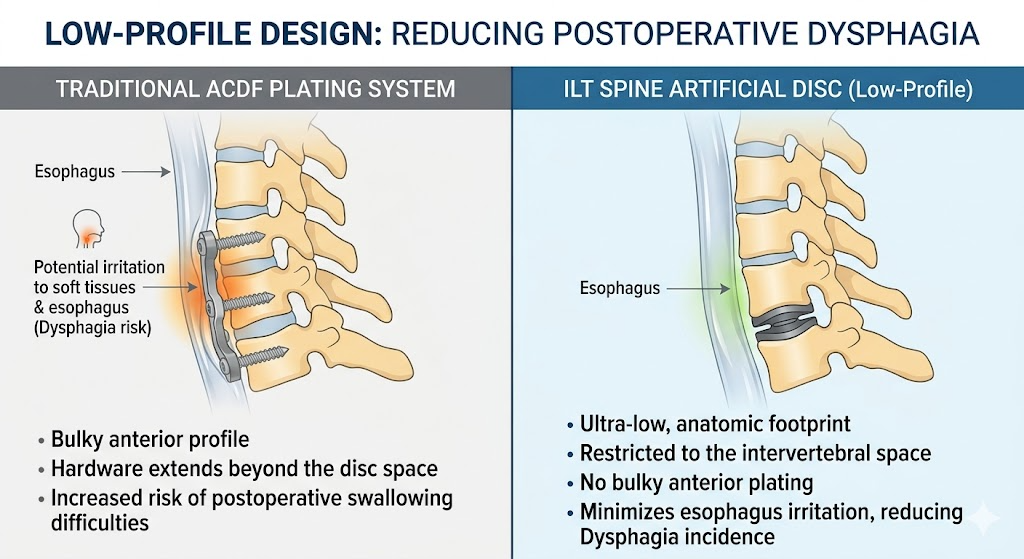 LOW-PROFILE DESIGN: REDUCING POSTOPERATIVE DYSPHAGIA
TRADITIONAL ACDF PLATING SYSTEM
Esophagus
Potential irritation
to soft tissues
& esophagus
(Dysphagia risk)
• Bulky anterior profile
• Hardware extends beyond the disc space
• Increased risk of postoperative swallowing
difficulties
ILT SPINE ARTIFICIAL DISC (Low-Profile)
Esophagus
• Ultra-low, anatomic footprint
• Restricted to the intervertebral space
• No bulky anterior plating
• Minimizes esophagus irritation, reducing
Dysphagia incidence